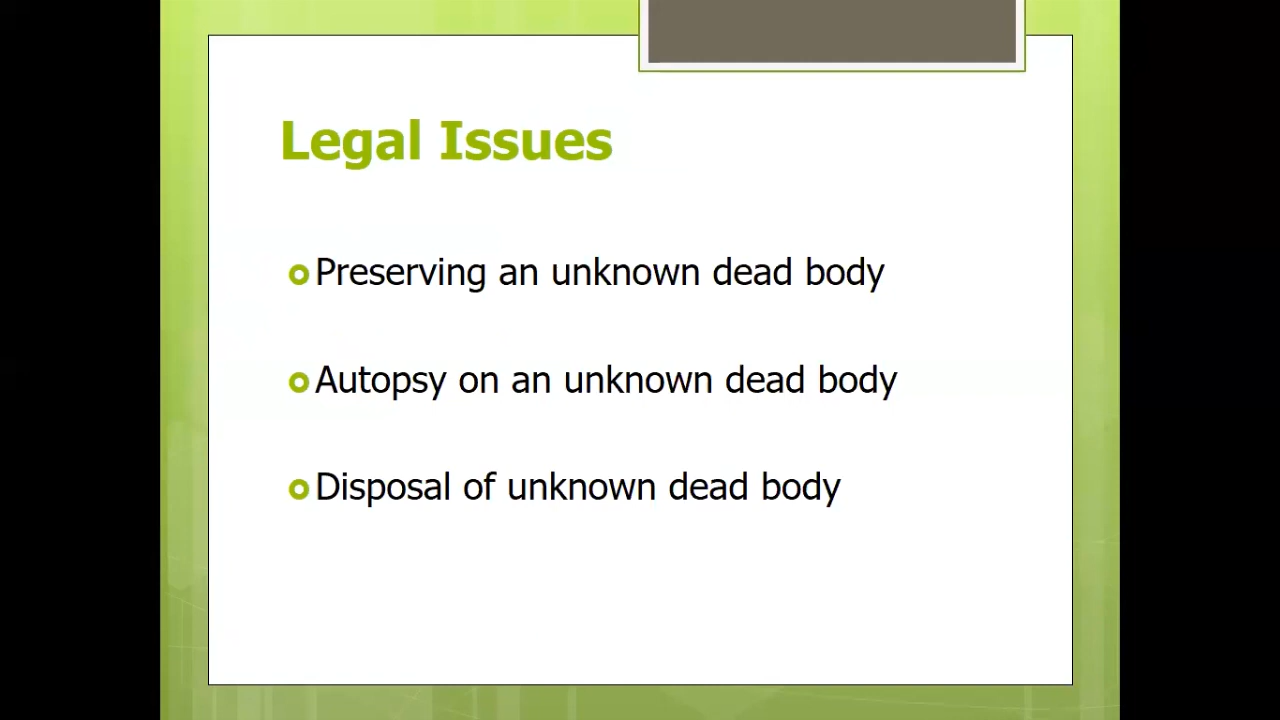 Legal Issues
Preserving an unknown dead body
Autopsy on an unknown dead body
Disposal of unknown dead body